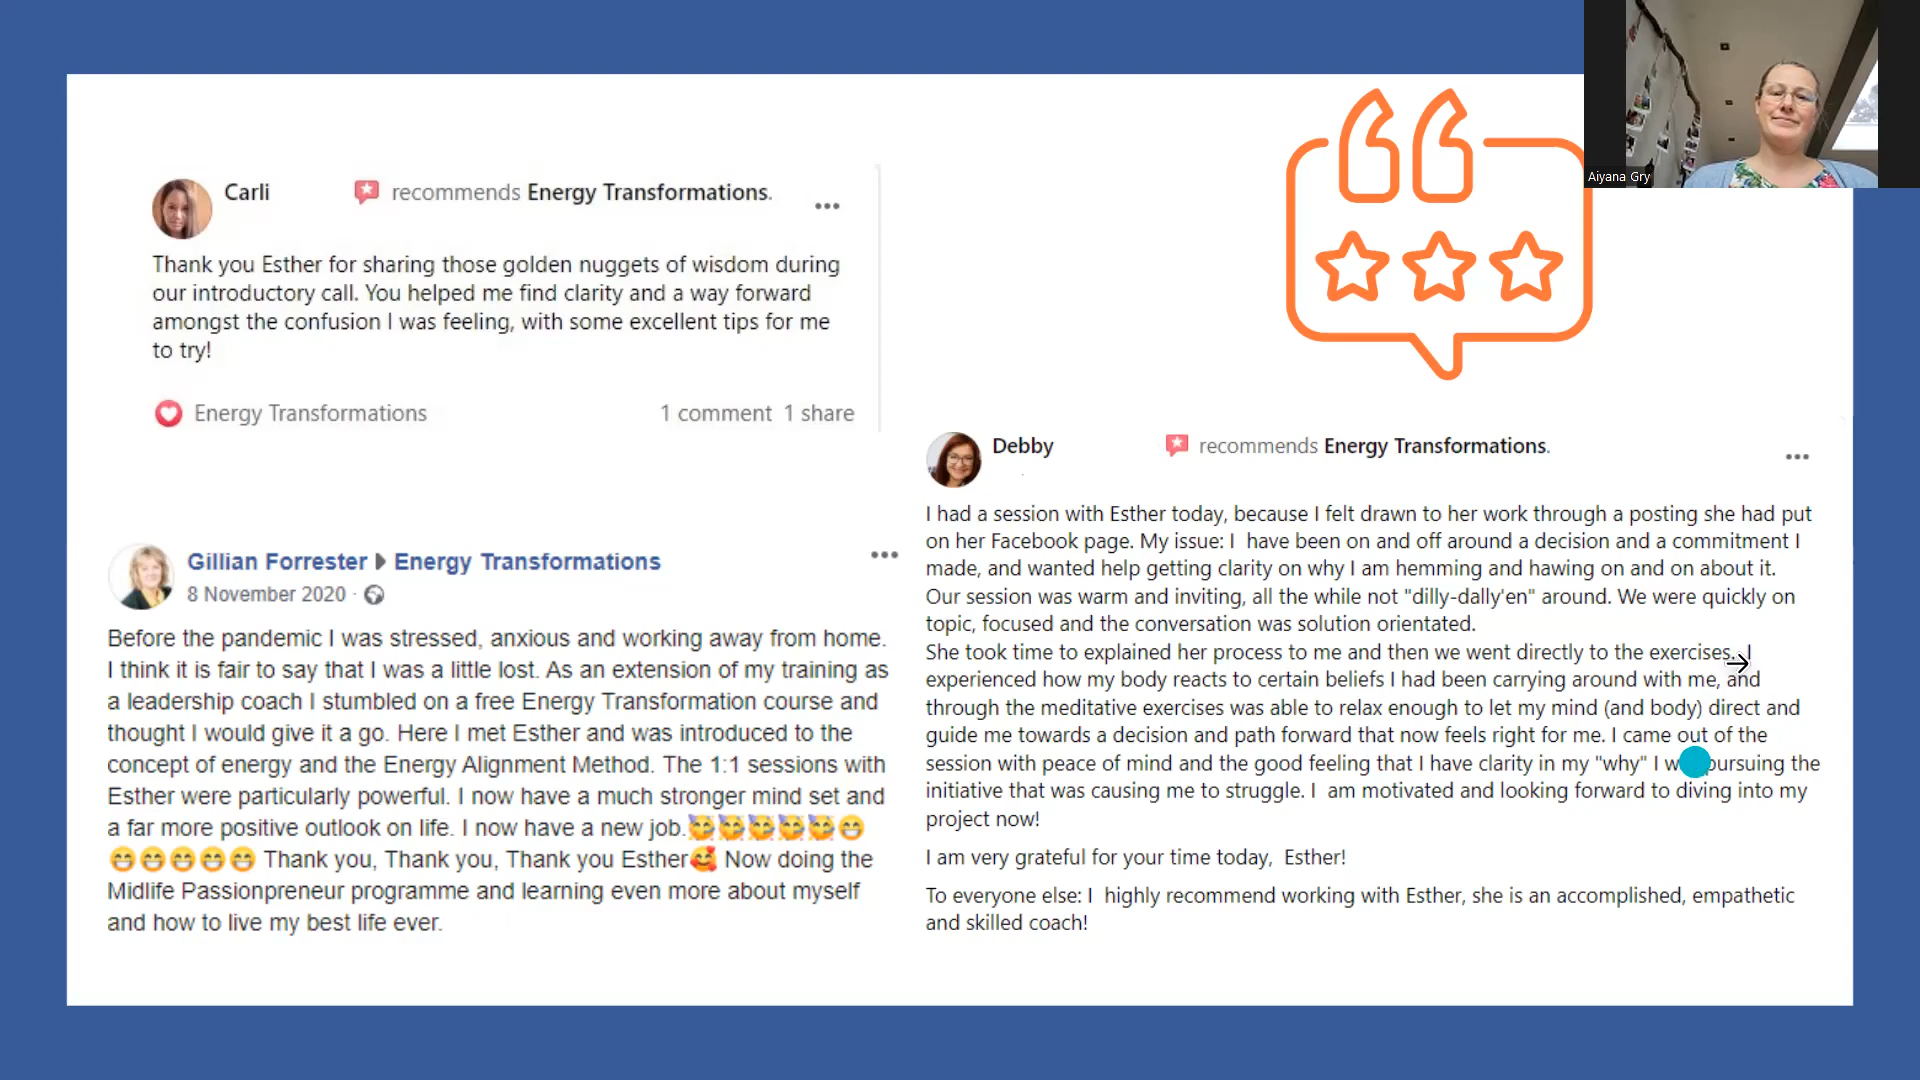 Aiyana Gry
Carli recommends Energy Transformations.
Thank you Esther for sharing those golden nuggets of wisdom during
our introductory call. You helped me find clarity and a way forward
amongst the confusion I was feeling, with some excellent tips for me
to try!
Energy Transformations 1 comment 1 share
Gillian Forrester Energy Transformations
8 November 2020 ·
Before the pandemic I was stressed, anxious and working away from home.
I think it is fair to say that I was a little lost. As an extension of my training as
a leadership coach I stumbled on a free Energy Transformation course and
thought I would give it a go. Here I met Esther and was introduced to the
concept of energy and the Energy Alignment Method. The 1:1 sessions with
Esther were particularly powerful. I now have a much stronger mind set and
a far more positive outlook on life. I now have a new job.🥳🥳🥳🥳🥳😁
😁😁😁😁😁 Thank you, Thank you, Thank you Esther🥰 Now doing the
Midlife Passionpreneur programme and learning even more about myself
and how to live my best life ever.
Debby recommends Energy Transformations.
I had a session with Esther today, because I felt drawn to her work through a posting she had put
on her Facebook page. My issue: I have been on and off around a decision and a commitment I
made, and wanted help getting clarity on why I am hemming and hawing on and on about it.
Our session was warm and inviting, all the while not "dilly-dally'en" around. We were quickly on
topic, focused and the conversation was solution orientated.
She took time to explained her process to me and then we went directly to the exercises.. I
experienced how my body reacts to certain beliefs I had been carrying around with me, and
through the meditative exercises was able to relax enough to let my mind (and body) direct and
guide me towards a decision and path forward that now feels right for me. I came out of the
session with peace of mind and the good feeling that I have clarity in my "why" I pursuing the
initiative that was causing me to struggle. I am motivated and looking forward to diving into my
project now!
I am very grateful for your time today, Esther!
To everyone else: I highly recommend working with Esther, she is an accomplished, empathetic
and skilled coach!